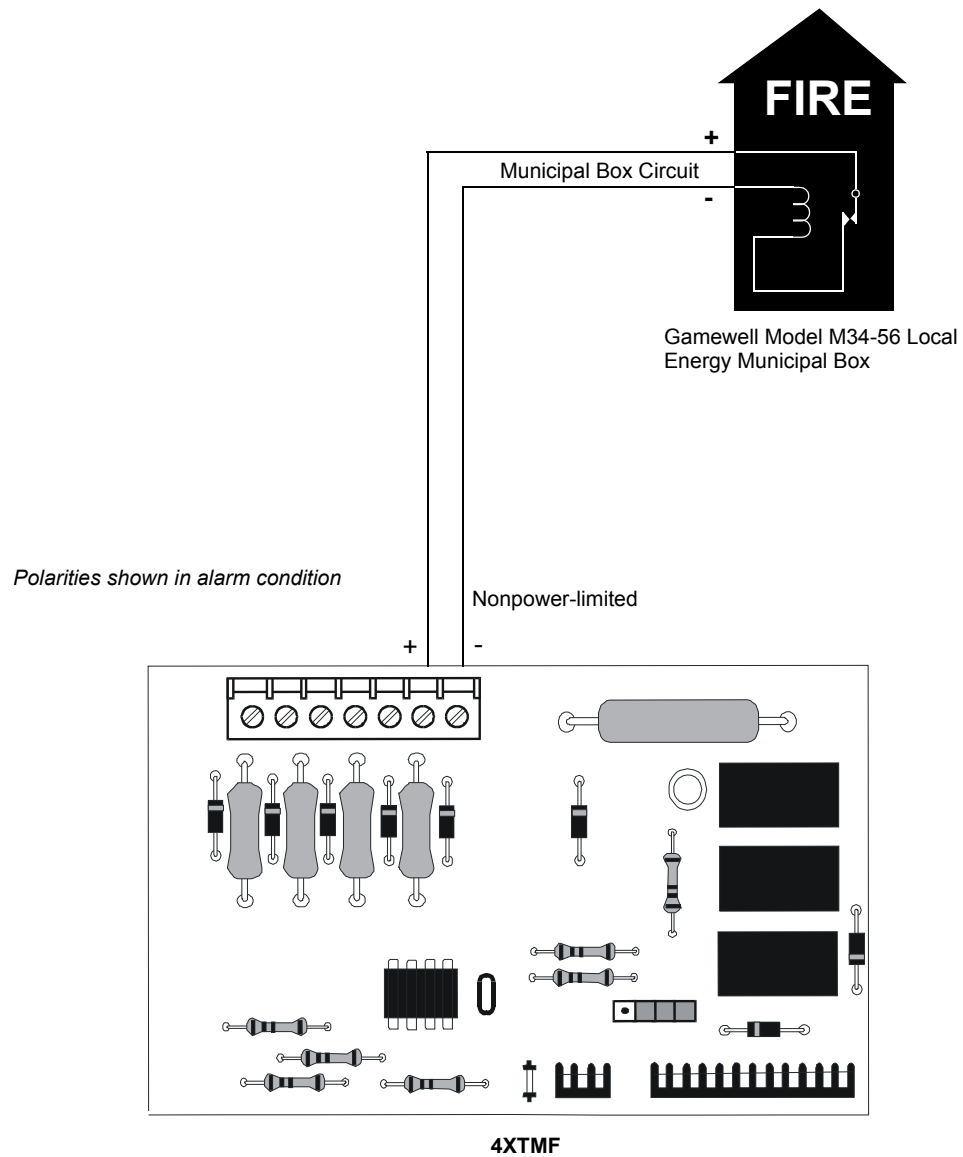 FIRE
+
Municipal Box Circuit
-
Gamewell Model M34-56 Local
Energy Municipal Box
Polarities shown in alarm condition
Nonpower-limited
+ -
4XTMF